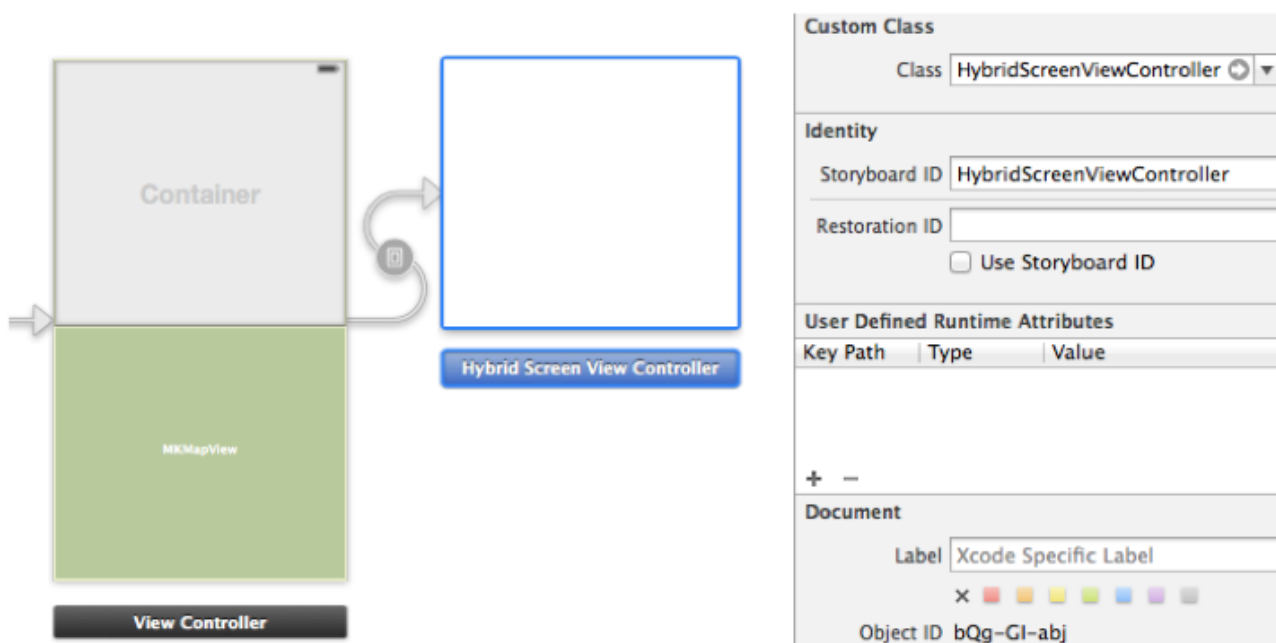 Container
MKMapView
View Controller
Hybrid Screen View Controller
Custom Class
Class HybridScreenViewController
Identity
Storyboard ID HybridScreenViewController
Restoration ID
Use Storyboard ID
User Defined Runtime Attributes
Key Path Type Value
+ −
Document
Label Xcode Specific Label
Object ID bQg-GI-abj